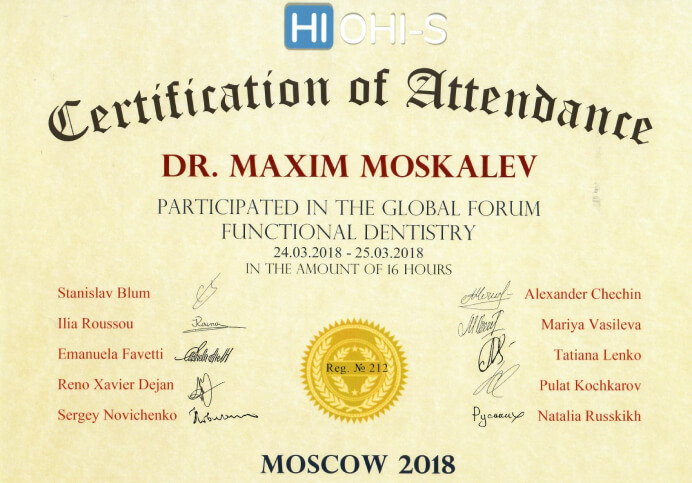 HI OHI-S
Certification of Attendance
DR. MAXIM MOSKALEV
PARTICIPATED IN THE GLOBAL FORUM
FUNCTIONAL DENTISTRY
24.03.2018 - 25.03.2018
IN THE AMOUNT OF 16 HOURS
Stanislav Blum
Ilia Roussou
Emanuela Favetti
Reno Xavier Dejan
Sergey Novichenko
Reg. № 212
Alexander Chechin
Mariya Vasileva
Tatiana Lenko
Pulat Kochkarov
Русских Natalia Russkikh
MOSCOW 2018